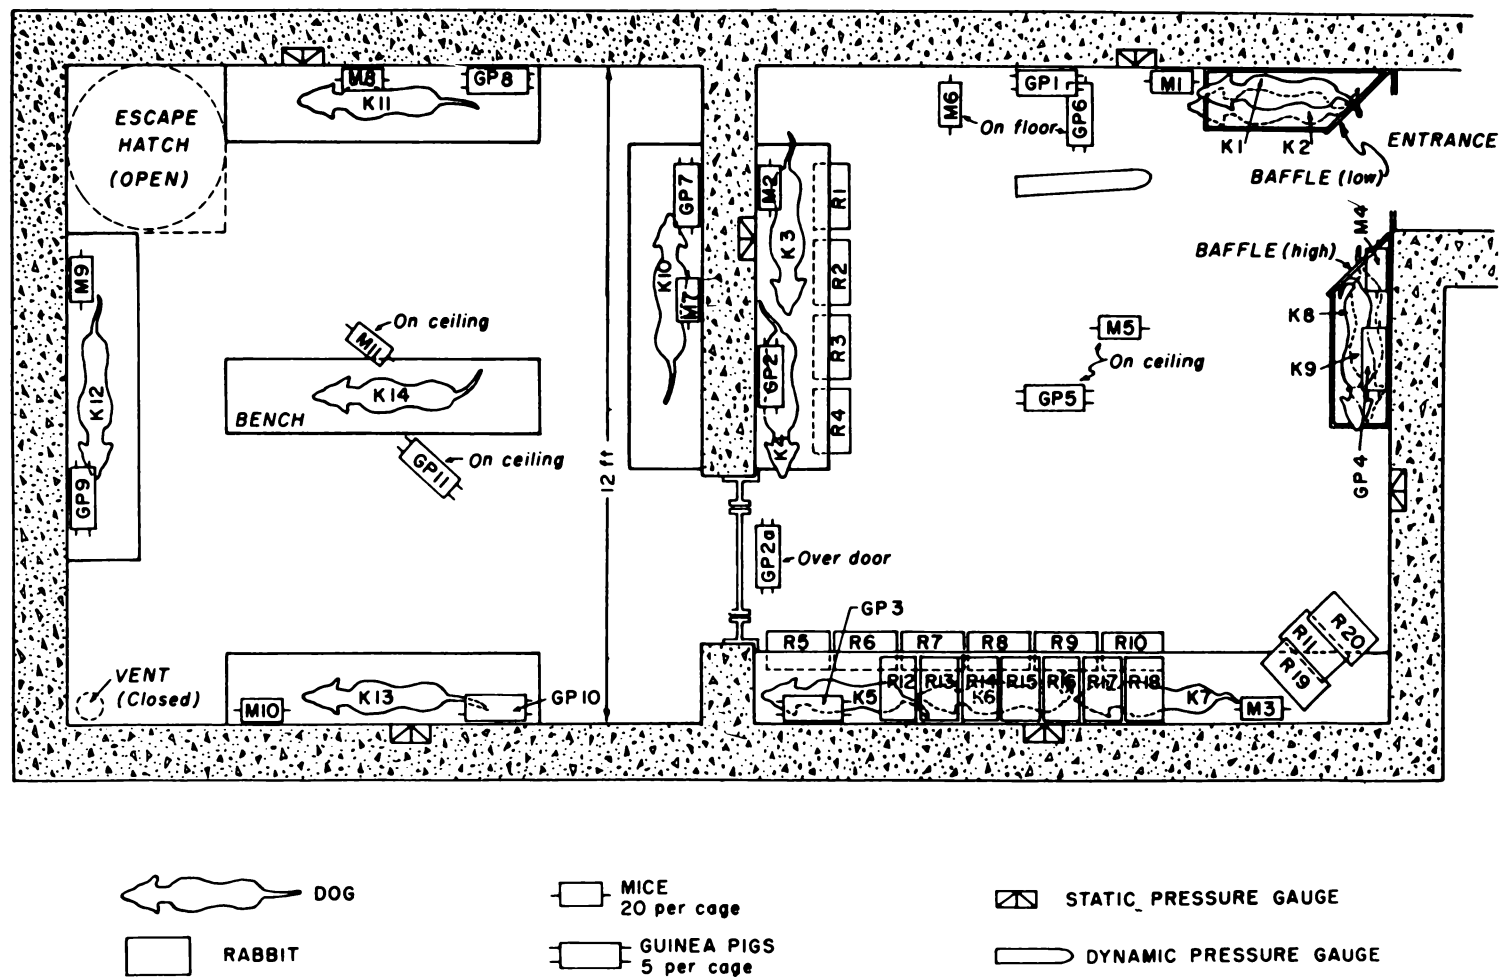 M8
GP8
K11
ESCAPE
HATCH
(OPEN)
M6
On floor
GP1
GP6
M1
K1
K2
ENTRANCE
BAFFLE (low)
GP7
M2
R1
K3
K10
R2
M7
M4
BAFFLE (high)
K8
M9
On ceiling
M11
M5
On ceiling
R3
GP2
K9
K12
K14
BENCH
GP5
R4
K4
GP11
On ceiling
12 ft
GP4
GP9
GP2a
Over door
GP3
R5
R6
R7
R8
R9
R10
R11
R20
R19
VENT
(Closed)
K13
GP10
M10
K5
R12
R13
R14
K6
R15
R16
R17
R18
K7
M3
DOG
MICE
20 per cage
STATIC PRESSURE GAUGE
RABBIT
GUINEA PIGS
5 per cage
DYNAMIC PRESSURE GAUGE